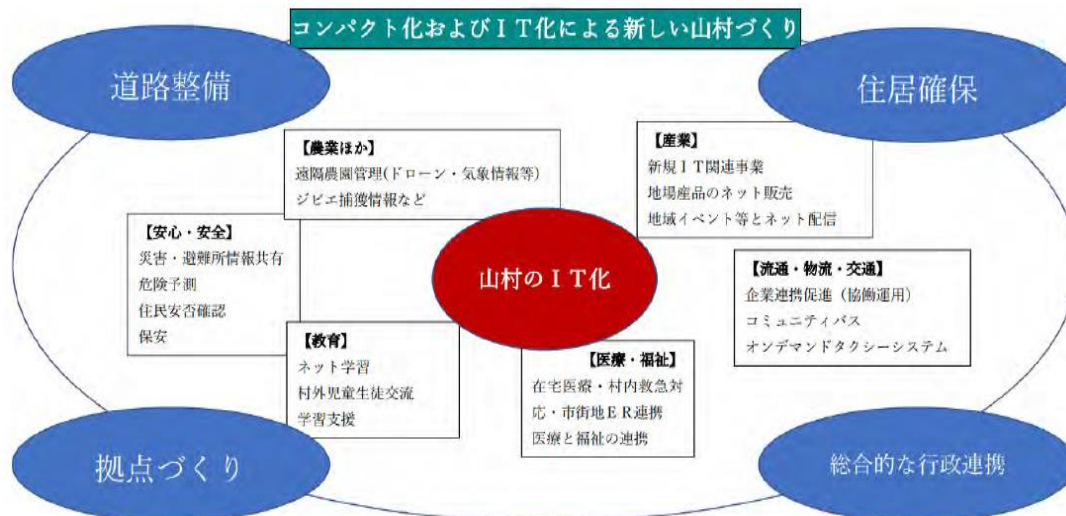 コンパクト化およびＩＴ化による新しい山村づくり
道路整備
住居確保
【農業ほか】
遠隔農園管理(ドローン・気象情報等)
ジビエ捕獲情報など
【産業】
新規ＩＴ関連事業
地場産品のネット販売
地域イベント等とネット配信
【安心・安全】
災害・避難所情報共有
危険予測
住民安否確認
保安
山村のＩＴ化
【流通・物流・交通】
企業連携促進（協働運用）
コミュニティバス
オンデマンドタクシーシステム
【教育】
ネット学習
村外児童生徒交流
学習支援
【医療・福祉】
在宅医療・村内救急対
応・市街地ＥＲ連携
医療と福祉の連携
拠点づくり
総合的な行政連携